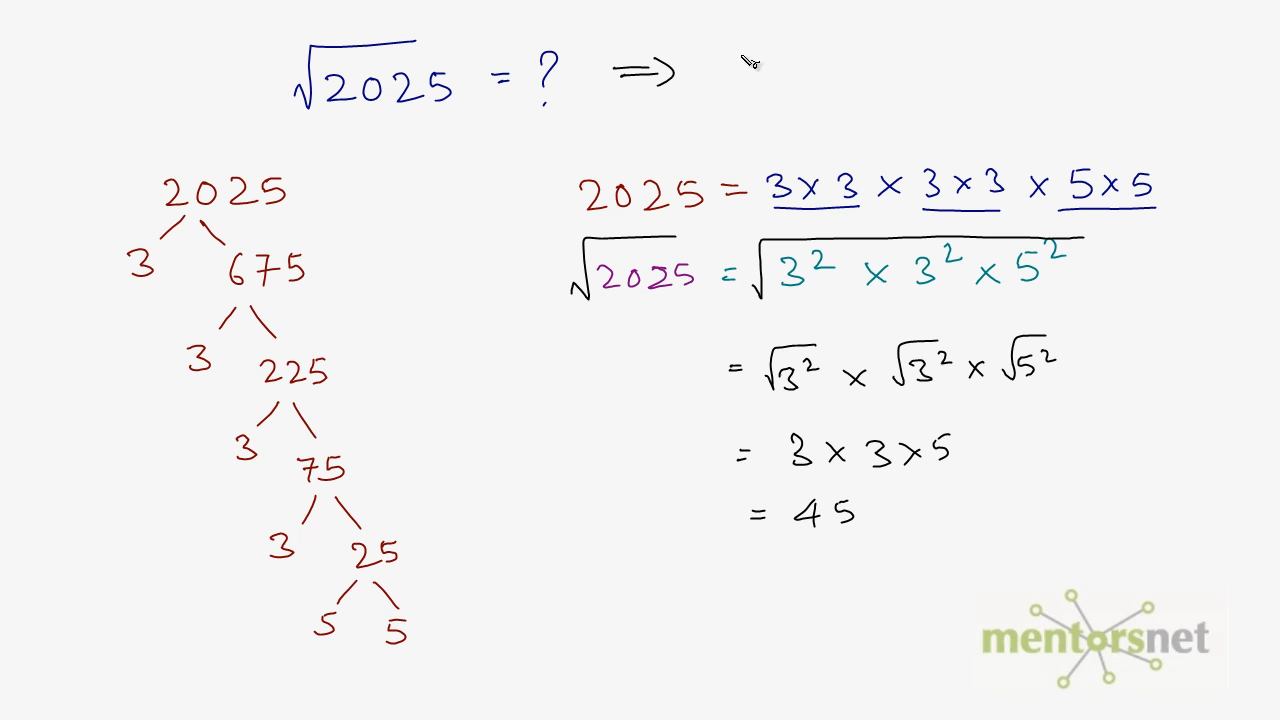 √2025 = ? ⇒
2025
3 675
3 225
3 75
3 25
5 5
2025 = 3 × 3 × 3 × 3 × 5 × 5
√2025 = √3² × 3² × 5²
= √3² × √3² × √5²
= 3 × 3 × 5
= 45
mentorsnet